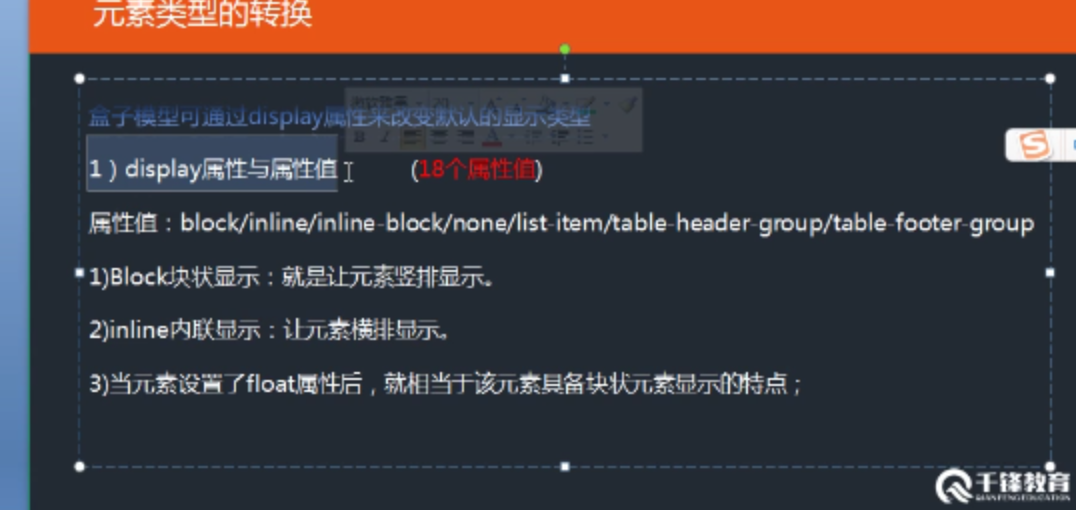 元素类型的转换
盒子模型可通过display属性来改变默认的显示类型
1）display属性与属性值 (18个属性值)
属性值：block/inline/inline-block/none/list-item/table-header-group/table-footer-group
1)Block块状显示：就是让元素竖排显示。
2)inline内联显示：让元素横排显示。
3)当元素设置了float属性后，就相当于该元素具备块状元素显示的特点；
千锋教育